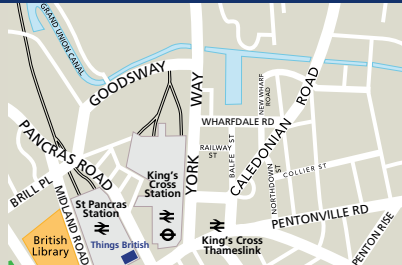 GRAND UNION CANAL
GOODSWAY
YORK WAY
NEW WHARF
ROAD
CALEDONIAN ROAD
WHARFDALE RD
RAILWAY
ST
BALFE ST
PANCRAS ROAD
King's
Cross
Station
NORTHDOWN
ST
COLLIER ST
BRILL PL
MIDLAND ROAD
St Pancras
Station
PENTONVILLE RD
PENTON RISE
British
Library
Things British
King's Cross
Thameslink